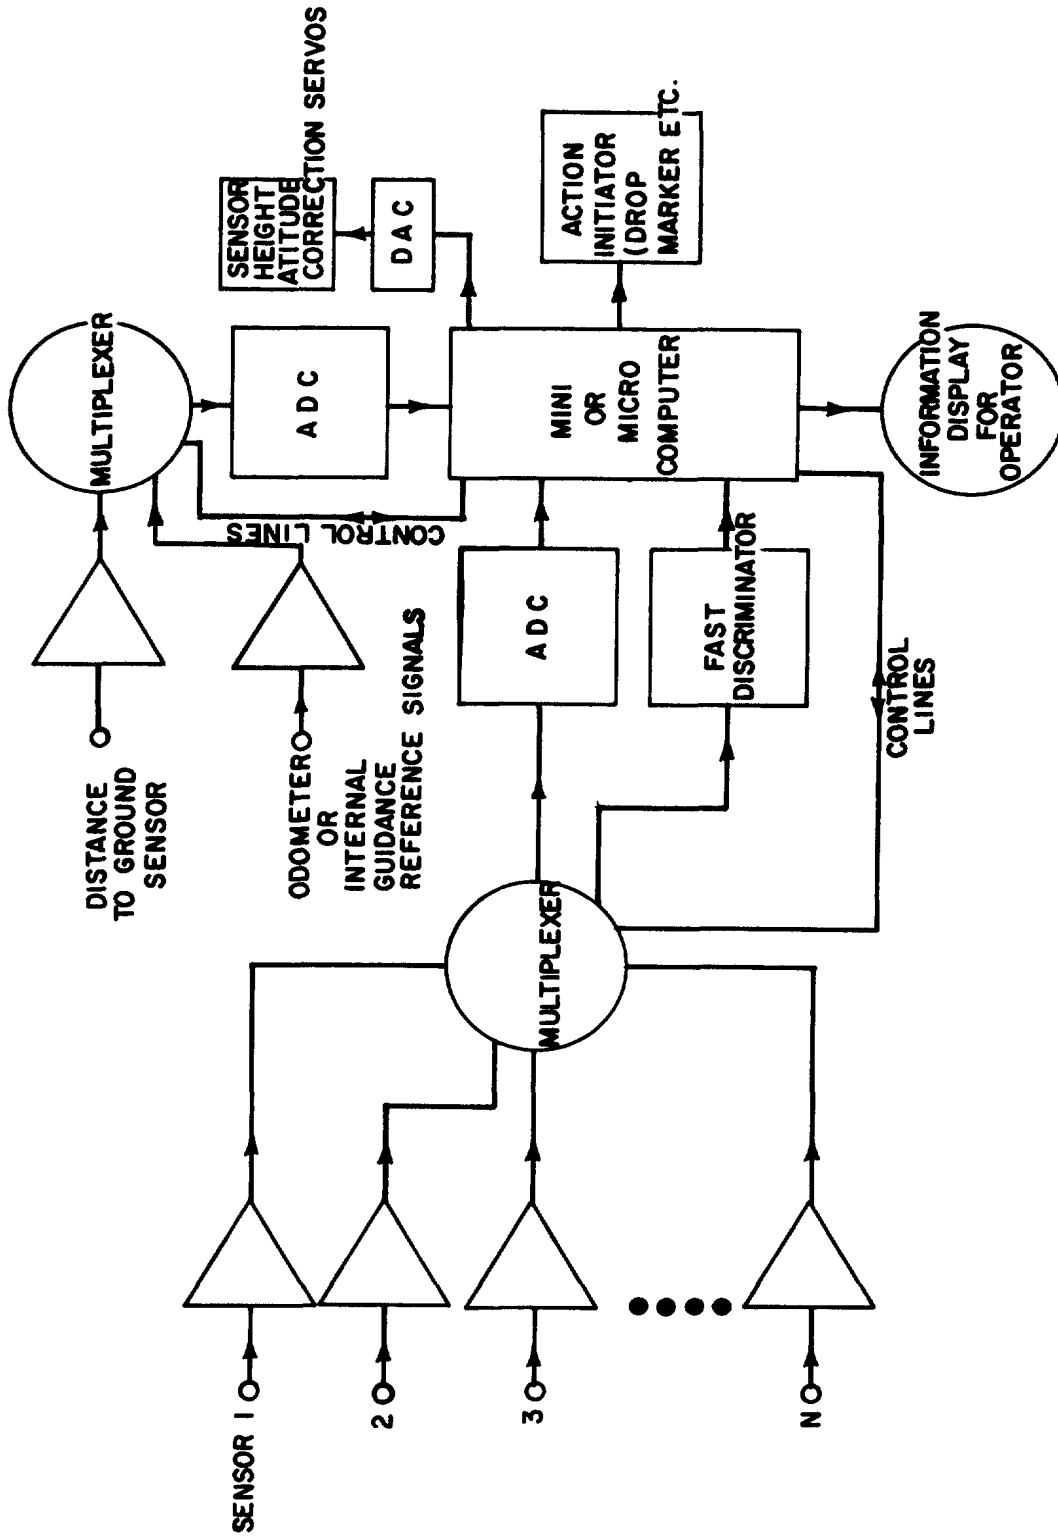 DISTANCE
TO GROUND
SENSOR
ODOMETER
OR
INTERNAL
GUIDANCE
REFERENCE SIGNALS
MULTIPLEXER
CONTROL LINES
ADC
SENSOR
HEIGHT
ATITUDE
CORRECTION SERVOS
DAC
SENSOR 1
2
3
N
MULTIPLEXER
ADC
FAST
DISCRIMINATOR
MINI
OR
MICRO
COMPUTER
ACTION
INITIATOR
(DROP
MARKER ETC.
CONTROL
LINES
INFORMATION
DISPLAY
FOR
OPERATOR